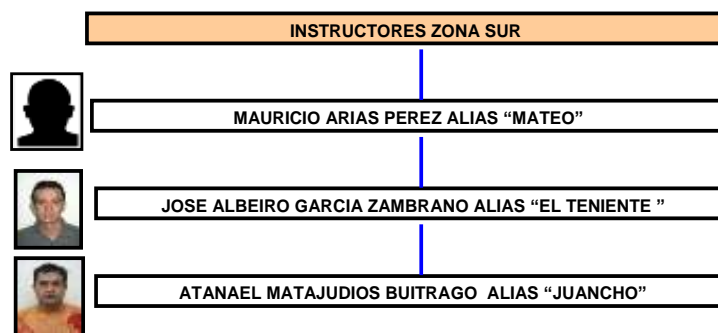 INSTRUCTORES ZONA SUR
MAURICIO ARIAS PEREZ ALIAS “MATEO”
JOSE ALBEIRO GARCIA ZAMBRANO ALIAS “EL TENIENTE ”
ATANAEL MATAJUDIOS BUITRAGO  ALIAS “JUANCHO”